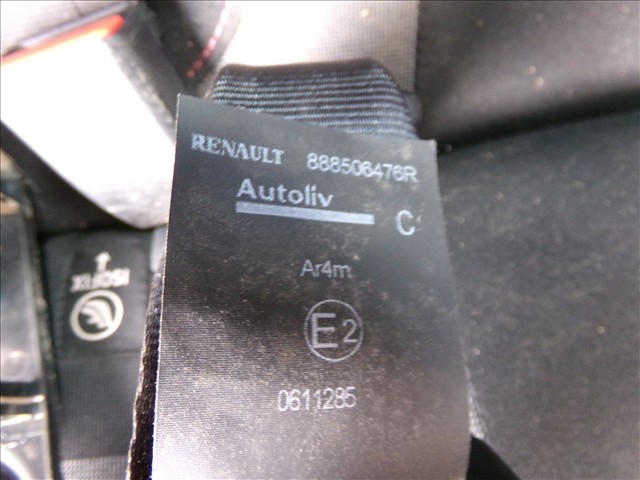 RENAULT 888506476R
Autoliv
C
Ar4m
E2
0611285
ISOFIX